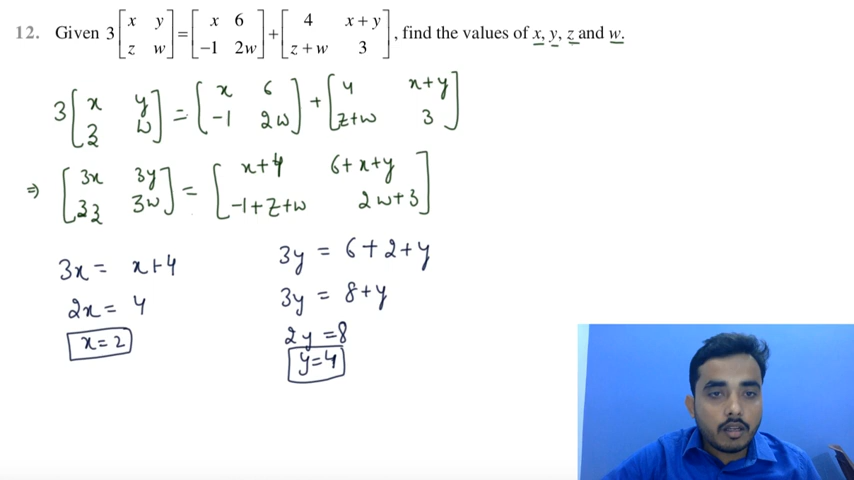 12. Given 3 [x y z w] = [x 6 −1 2w] + [4 x+y z+w 3], find the values of x, y, z and w.
3 [x y z w] = [x 6 -1 2w] + [4 x+y z+w 3]
⇒ [3x 3y 3z 3w] = [x+4 6+x+y -1+z+w 2w+3]
3x = x+4
2x = 4
x=2
3y = 6+2+y
3y = 8+y
2y =8
y=4